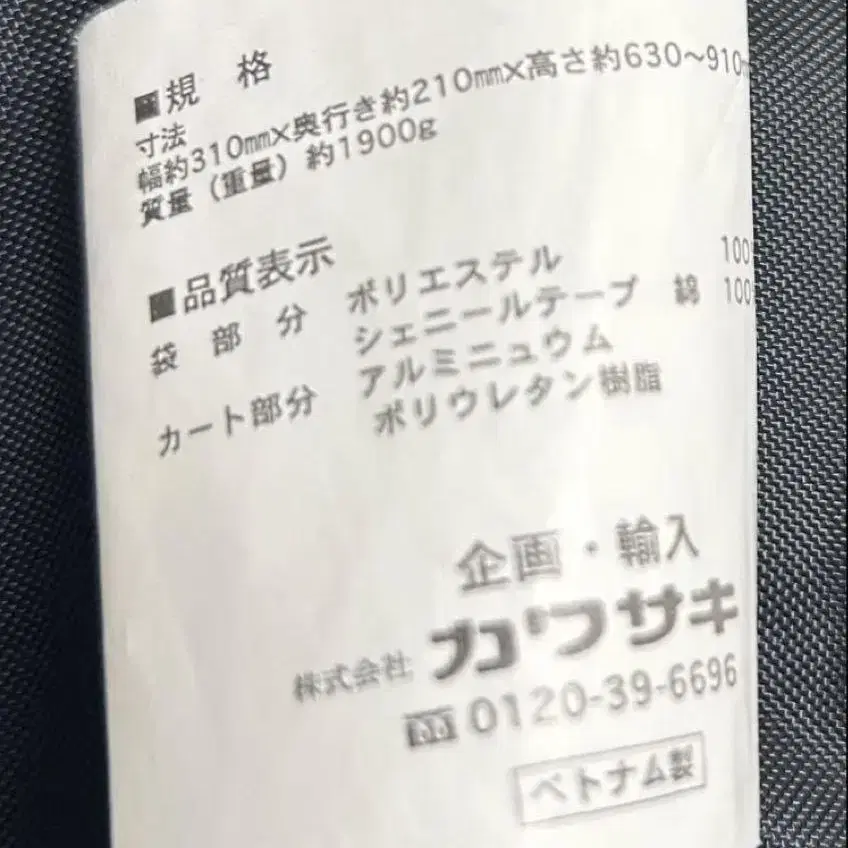 ■規 格
寸法
幅約310mm×奥行き約210mm×高さ約630〜910
質量(重量)約1900g
■品質表示
袋部分 ポリエステル 100
シェニールテープ 綿 100
カート部分 アルミニュウム
ポリウレタン樹脂
企画・輸入
株式会社 カワサキ
0120-39-6696
ベトナム製